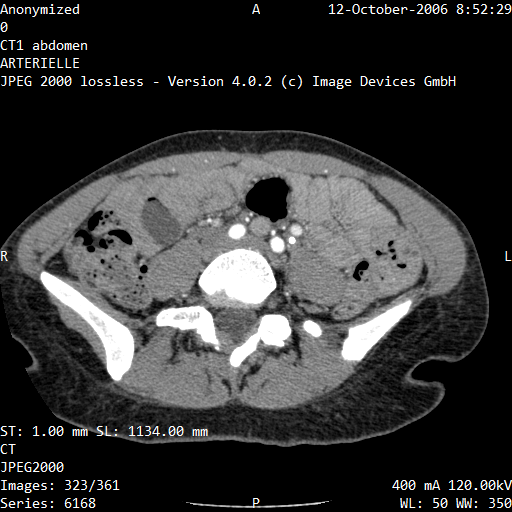 Anonymized A 12-October-2006 8:52:29
0
CT1 abdomen
ARTERIELLE
JPEG 2000 lossless - Version 4.0.2 (c) Image Devices GmbH
R L
ST: 1.00 mm SL: 1134.00 mm
CT
JPEG2000
Images: 323/361 400 mA 120.00kV
Series: 6168 P WL: 50 WW: 350